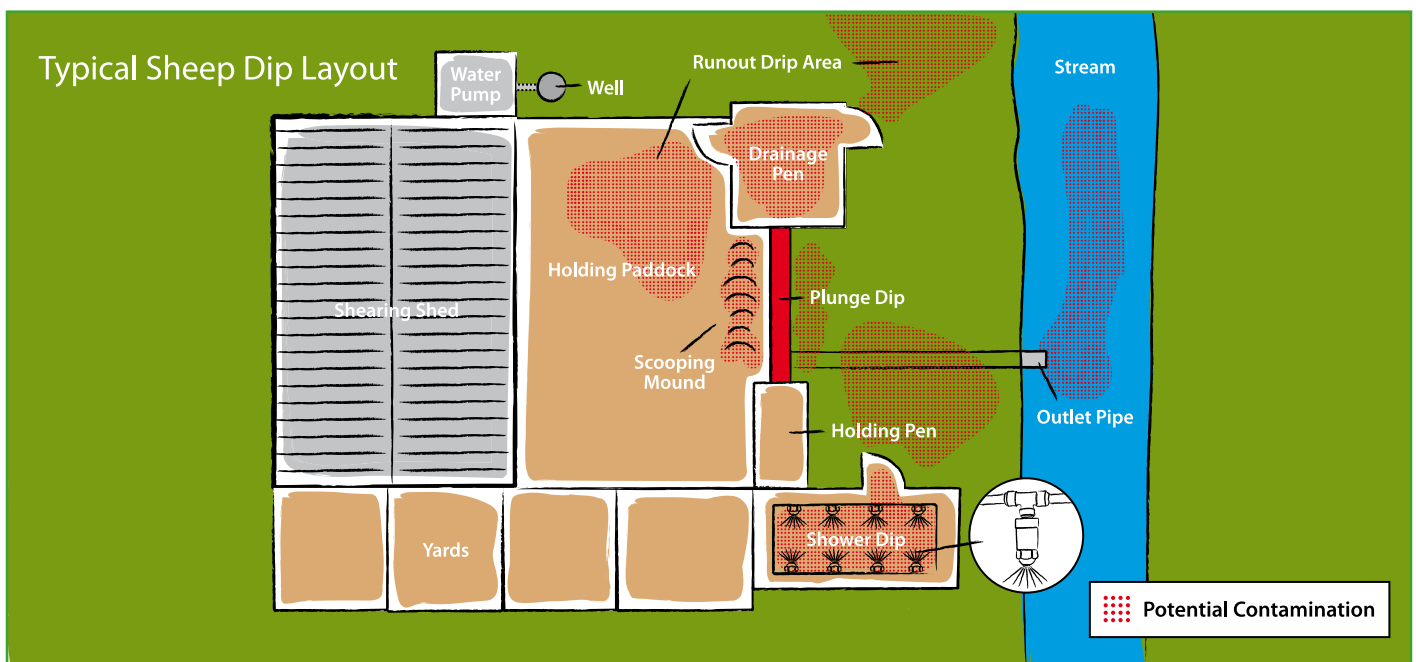 Typical Sheep Dip Layout
Water
Pump
Well
Runout Drip Area
Stream
Drainage
Pen
Holding Paddock
Plunge Dip
Shearing Shed
Scooping
Mound
Outlet Pipe
Holding Pen
Yards
Shower Dip
Potential Contamination